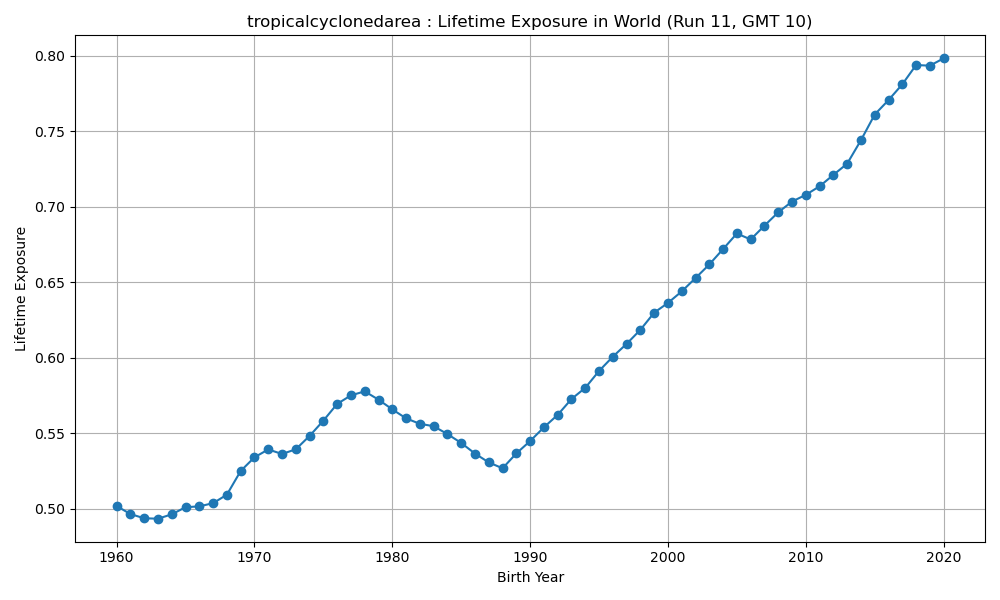 tropicalcyclonedarea : Lifetime Exposure in World (Run 11, GMT 10)
Lifetime Exposure
0.80
0.75
0.70
0.65
0.60
0.55
0.50
1960 1970 1980 1990 2000 2010 2020
Birth Year